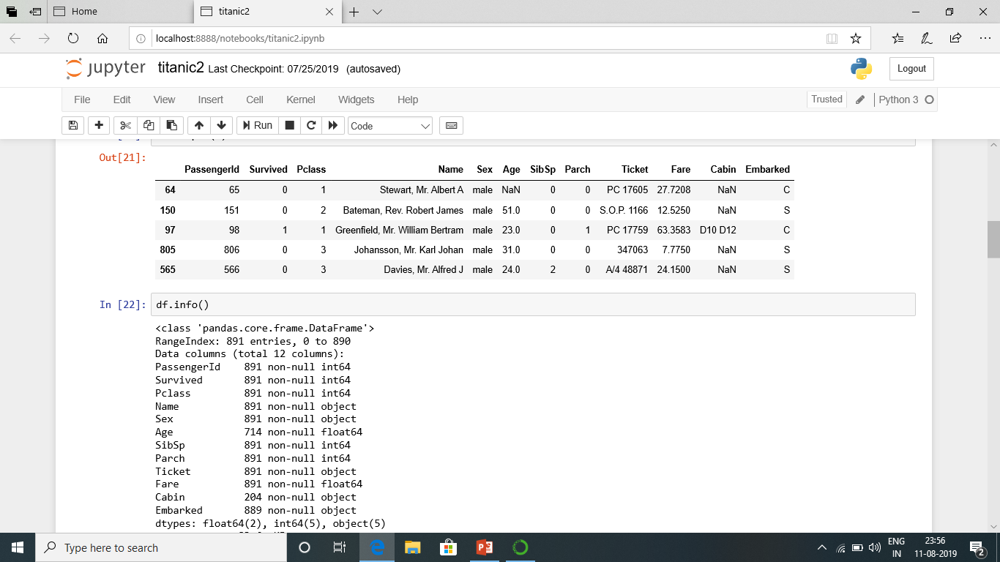 Home
titanic2
localhost:8888/notebooks/titanic2.ipynb
jupyter titanic2 Last Checkpoint: 07/25/2019 (autosaved)
Logout
File Edit View Insert Cell Kernel Widgets Help
Trusted
Python 3
Run
Code
Out[21]:
PassengerId Survived Pclass Name Sex Age SibSp Parch Ticket Fare Cabin Embarked
64 65 0 1 Stewart, Mr. Albert A male NaN 0 0 PC 17605 27.7208 NaN C
150 151 0 2 Bateman, Rev. Robert James male 51.0 0 0 S.O.P. 1166 12.5250 NaN S
97 98 1 1 Greenfield, Mr. William Bertram male 23.0 0 1 PC 17759 63.3583 D10 D12 C
805 806 0 3 Johansson, Mr. Karl Johan male 31.0 0 0 347063 7.7750 NaN S
565 566 0 3 Davies, Mr. Alfred J male 24.0 2 0 A/4 48871 24.1500 NaN S
In [22]: df.info()
<class 'pandas.core.frame.DataFrame'>
RangeIndex: 891 entries, 0 to 890
Data columns (total 12 columns):
PassengerId 891 non-null int64
Survived 891 non-null int64
Pclass 891 non-null int64
Name 891 non-null object
Sex 891 non-null object
Age 714 non-null float64
SibSp 891 non-null int64
Parch 891 non-null int64
Ticket 891 non-null object
Fare 891 non-null float64
Cabin 204 non-null object
Embarked 889 non-null object
dtypes: float64(2), int64(5), object(5)
Type here to search
ENG
IN
23:56
11-08-2019
2